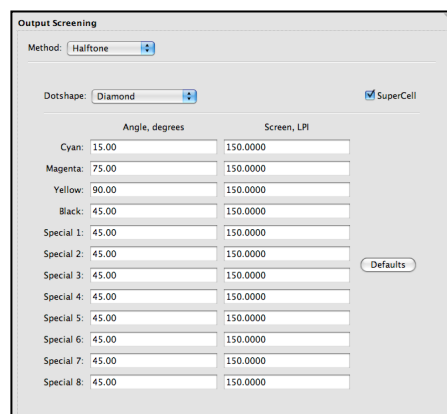 Output Screening
Method: Halftone
Dotshape: Diamond SuperCell
Angle, degrees Screen, LPI
Cyan: 15.00 150.0000
Magenta: 75.00 150.0000
Yellow: 90.00 150.0000
Black: 45.00 150.0000
Special 1: 45.00 150.0000
Special 2: 45.00 150.0000
Special 3: 45.00 150.0000
Defaults
Special 4: 45.00 150.0000
Special 5: 45.00 150.0000
Special 6: 45.00 150.0000
Special 7: 45.00 150.0000
Special 8: 45.00 150.0000